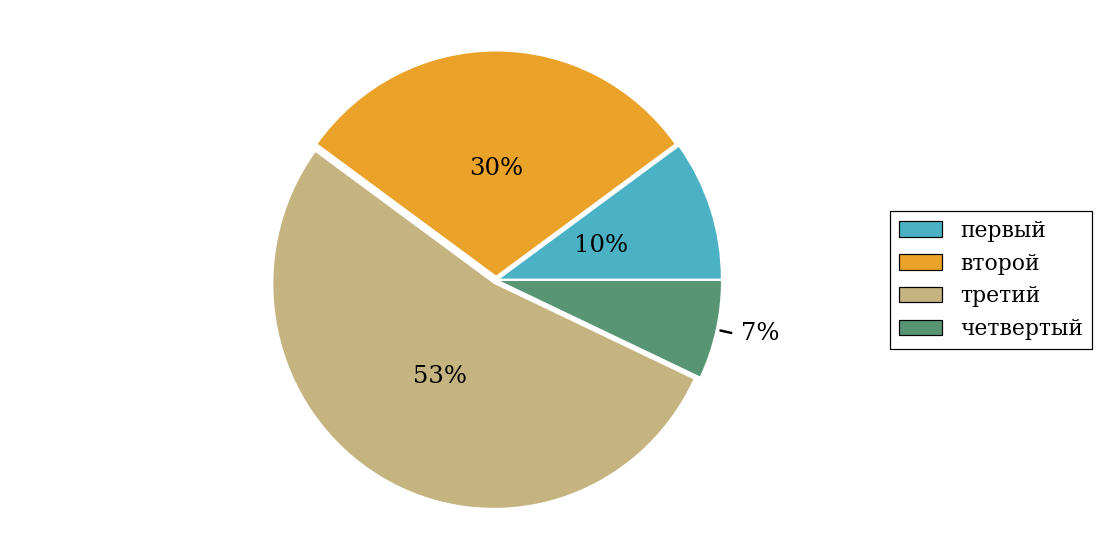 30%
10%
7%
53%
первый
второй
третий
четвертый